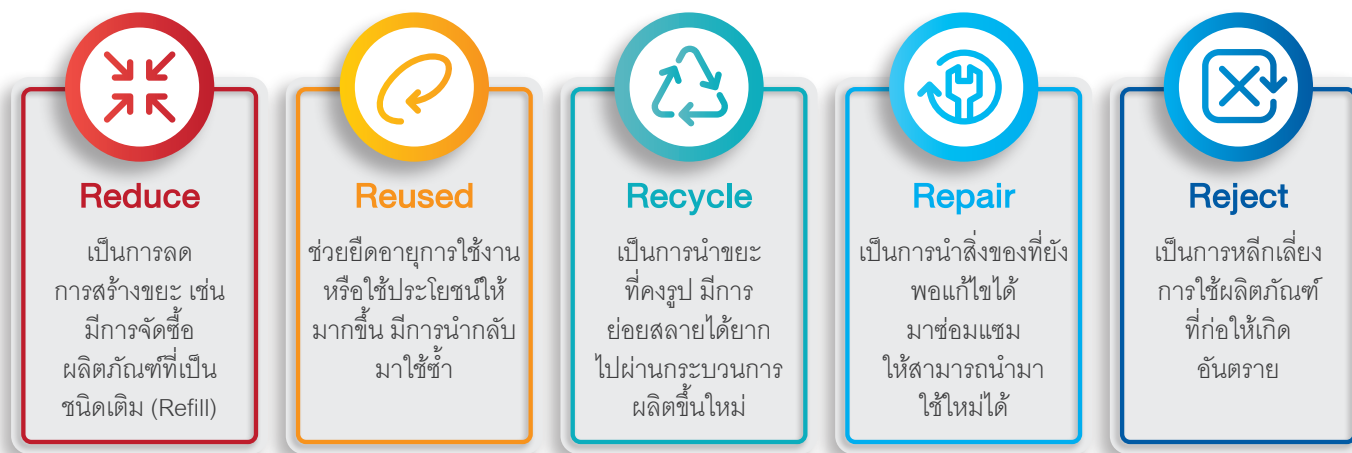 Reduce
เป็นการลด
การสร้างขยะ เช่น
มีการจัดซื้อ
ผลิตภัณฑ์ที่เป็น
ชนิดเติม (Refill)
Reused
ช่วยยืดอายุการใช้งาน
หรือใช้ประโยชน์ให้
มากขึ้น มีการนำกลับ
มาใช้ซ้ำ
Recycle
เป็นการนำขยะ
ที่คงรูป มีการ
ย่อยสลายได้ยาก
ไปผ่านกระบวนการ
ผลิตขึ้นใหม่
Repair
เป็นการนำสิ่งของที่ยัง
พอแก้ไขได้
มาซ่อมแซม
ให้สามารถนำมา
ใช้ใหม่ได้
Reject
เป็นการหลีกเลี่ยง
การใช้ผลิตภัณฑ์
ที่ก่อให้เกิด
อันตราย